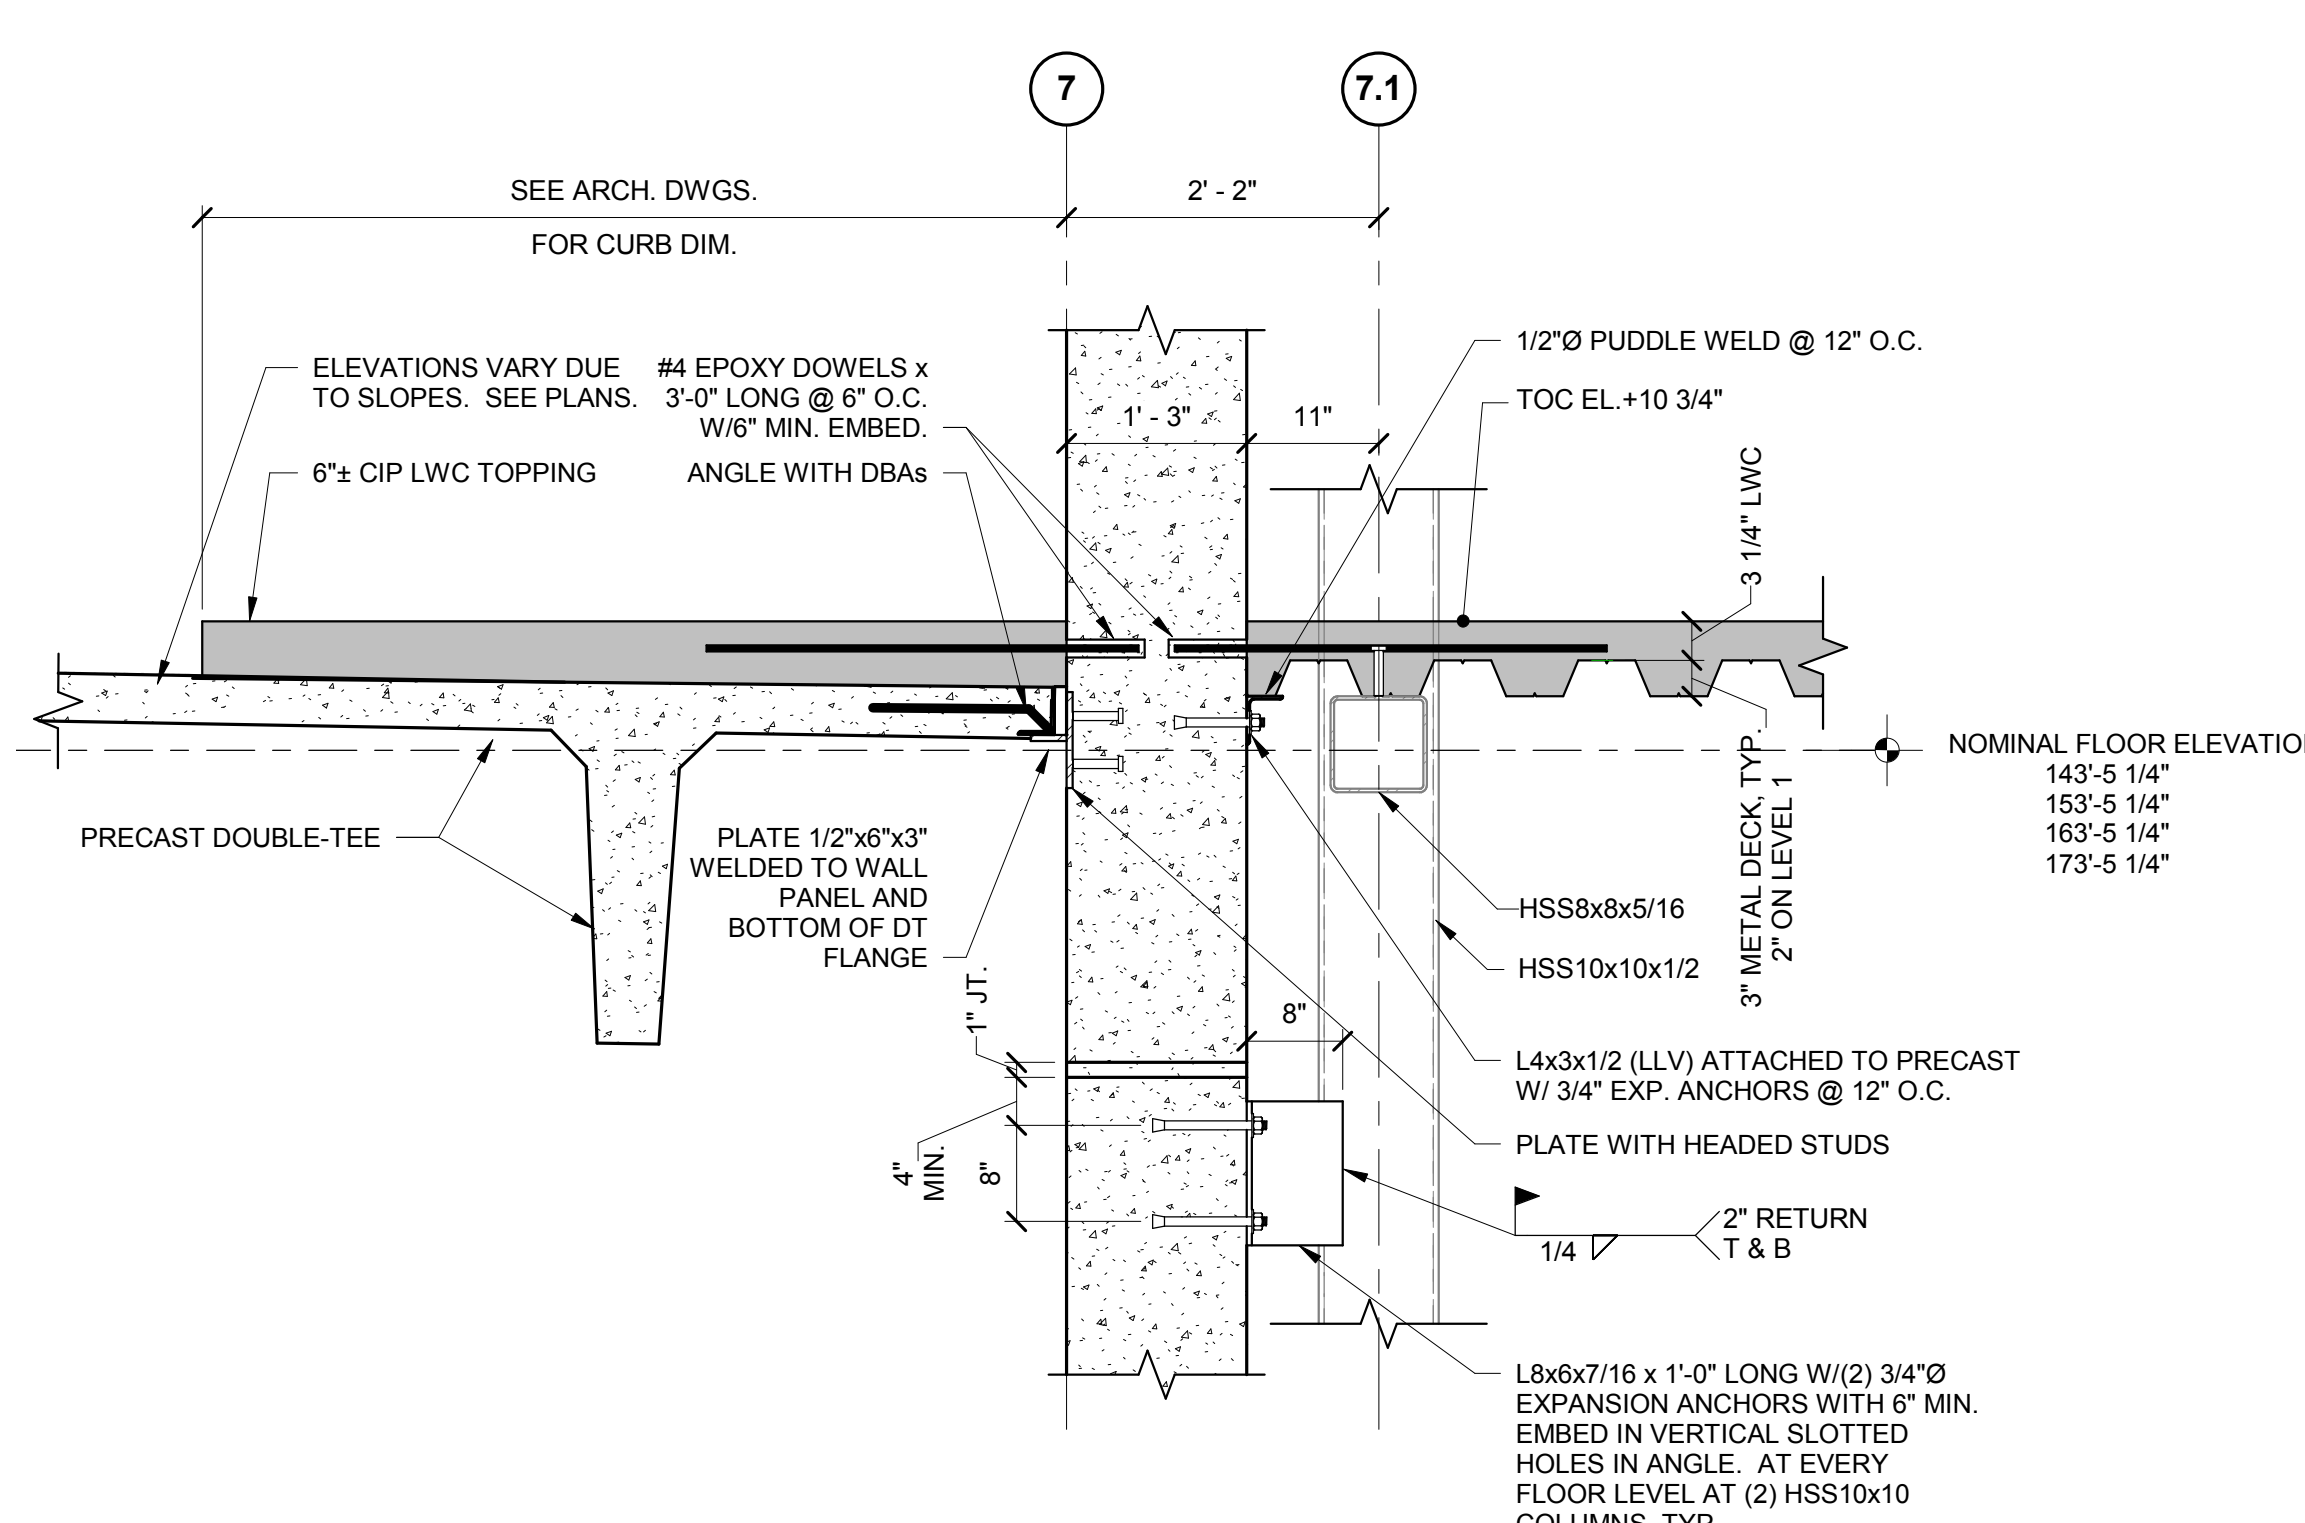 7
7.1
SEE ARCH. DWGS.
FOR CURB DIM.
2' - 2"
ELEVATIONS VARY DUE
TO SLOPES. SEE PLANS.
#4 EPOXY DOWELS x
3'-0" LONG @ 6" O.C.
W/6" MIN. EMBED.
6"± CIP LWC TOPPING
ANGLE WITH DBAs
1' - 3"
11"
1/2"Ø PUDDLE WELD @ 12" O.C.
TOC EL.+10 3/4"
3 1/4" LWC
3" METAL DECK, TYP.
2" ON LEVEL 1
NOMINAL FLOOR ELEVATION
143'-5 1/4"
153'-5 1/4"
163'-5 1/4"
173'-5 1/4"
PRECAST DOUBLE-TEE
PLATE 1/2"x6"x3"
WELDED TO WALL
PANEL AND
BOTTOM OF DT
FLANGE
HSS8x8x5/16
HSS10x10x1/2
1" JT.
8"
L4x3x1/2 (LLV) ATTACHED TO PRECAST
W/ 3/4" EXP. ANCHORS @ 12" O.C.
PLATE WITH HEADED STUDS
4"
MIN.
8"
1/4
2" RETURN
T & B
L8x6x7/16 x 1'-0" LONG W/(2) 3/4"Ø
EXPANSION ANCHORS WITH 6" MIN.
EMBED IN VERTICAL SLOTTED
HOLES IN ANGLE. AT EVERY
FLOOR LEVEL AT (2) HSS10x10
COLUMNS, TYP.